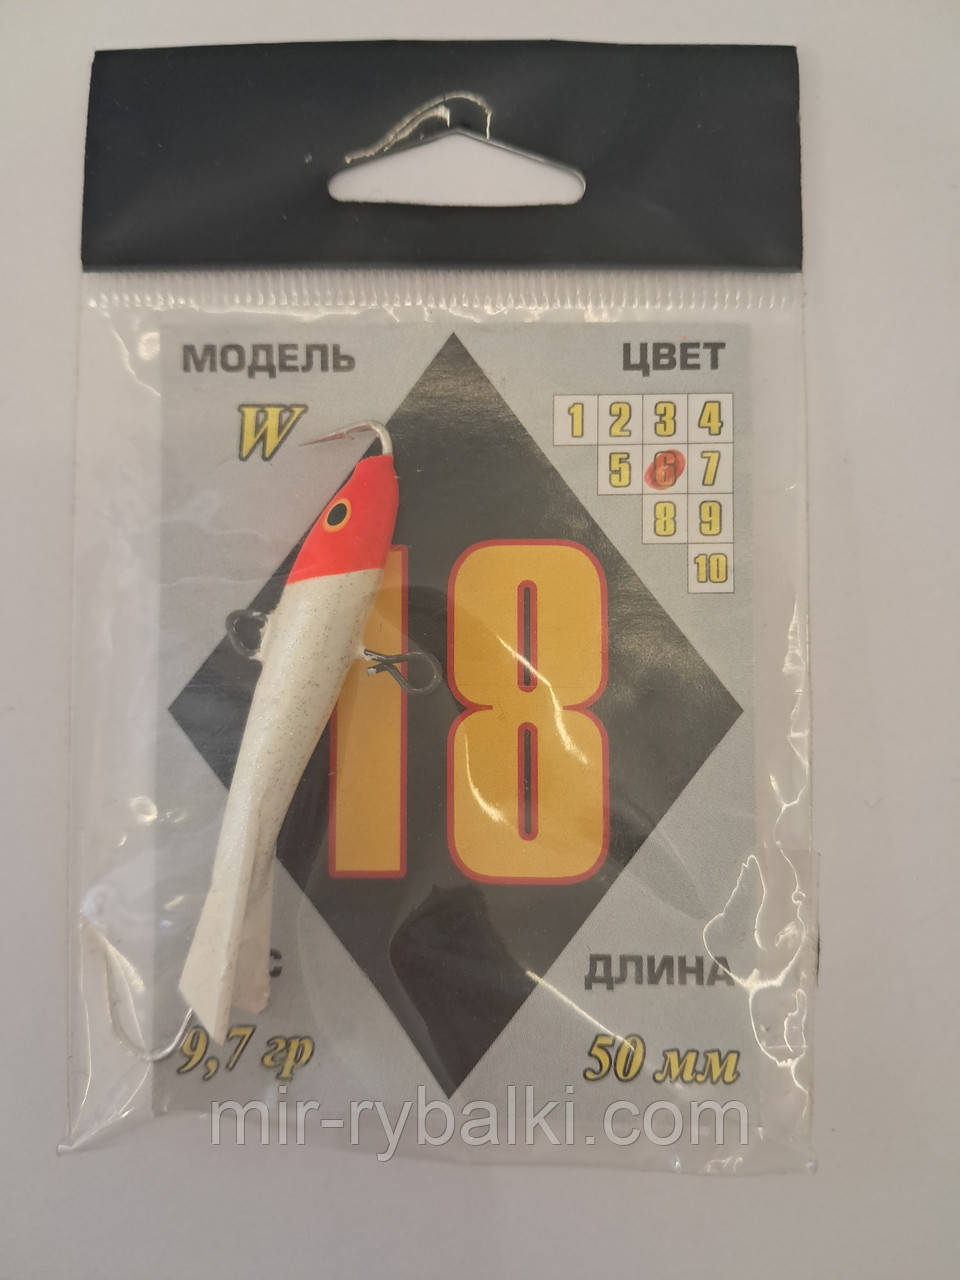 МОДЕЛЬ ЦВЕТ
W
1 2 3 4
5 6 7
8 9
10
18
ДЛИНА
9,7 гр 50 мм
mir-rybalki.com